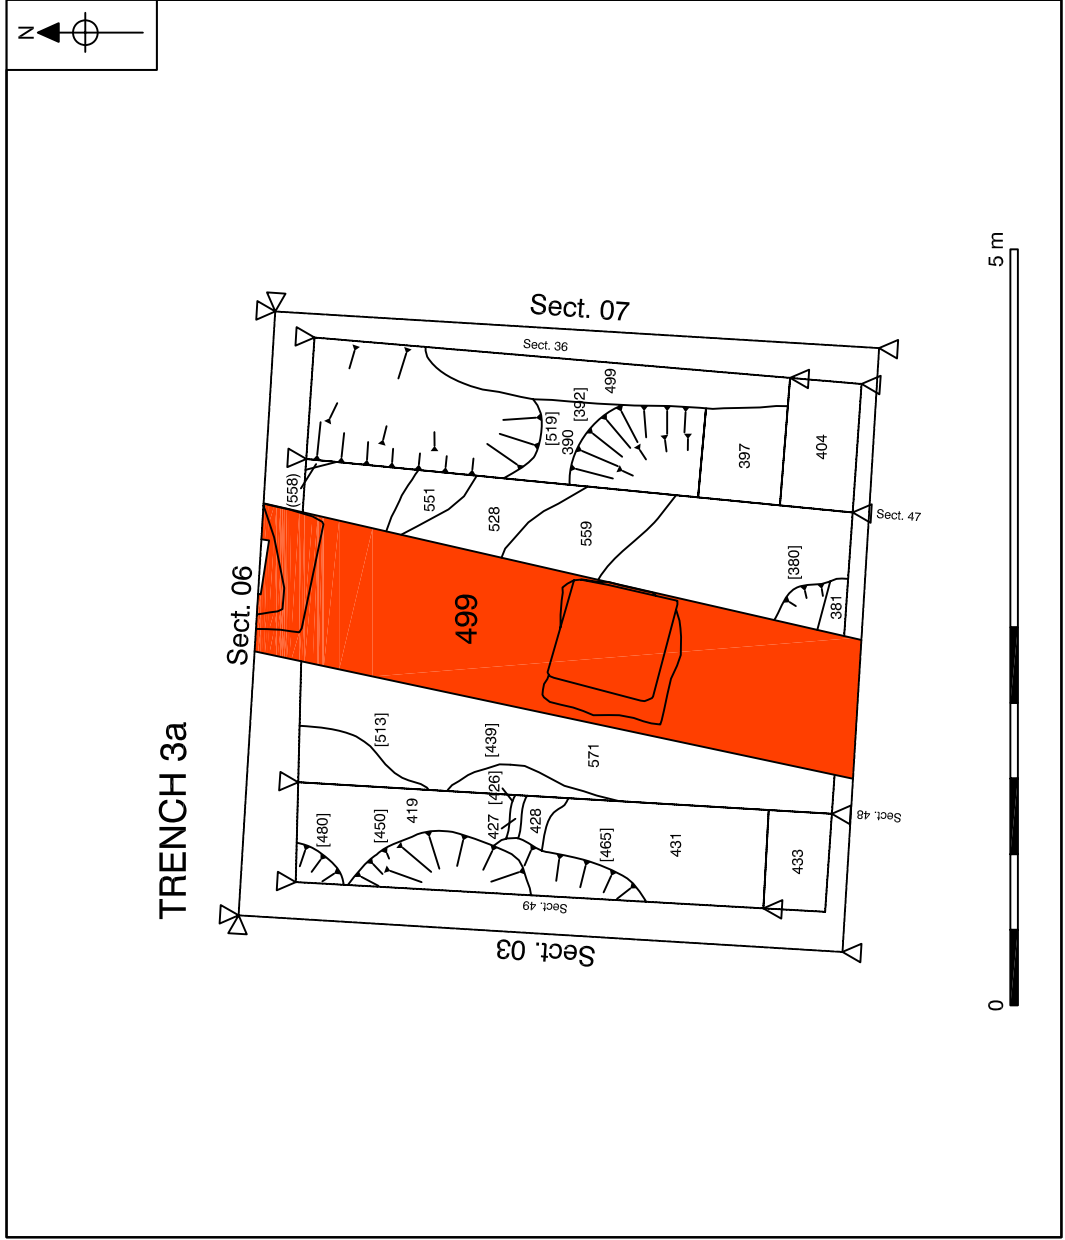 N
TRENCH 3a
Sect. 06
Sect. 07
Sect. 36
499
[392]
[519]
390
397
404
(558)
551
528
559
Sect. 47
[380]
381
499
[513]
[439]
571
[480]
[450]
419
[426]
427
428
[465]
431
433
Sect. 48
Sect. 49
Sect. 03
0
5 m